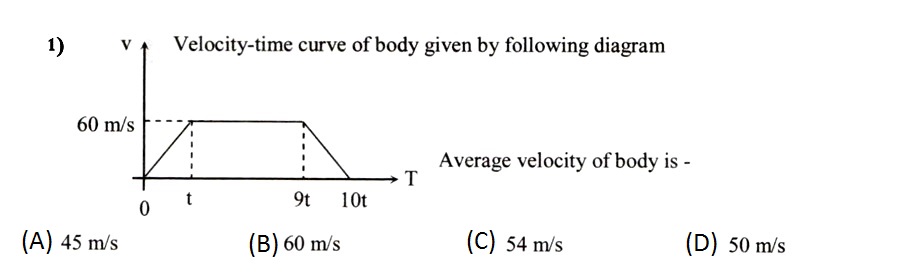 1) V Velocity-time curve of body given by following diagram
60 m/s
Average velocity of body is -
T
0 t 9t 10t
(A) 45 m/s (B) 60 m/s (C) 54 m/s (D) 50 m/s